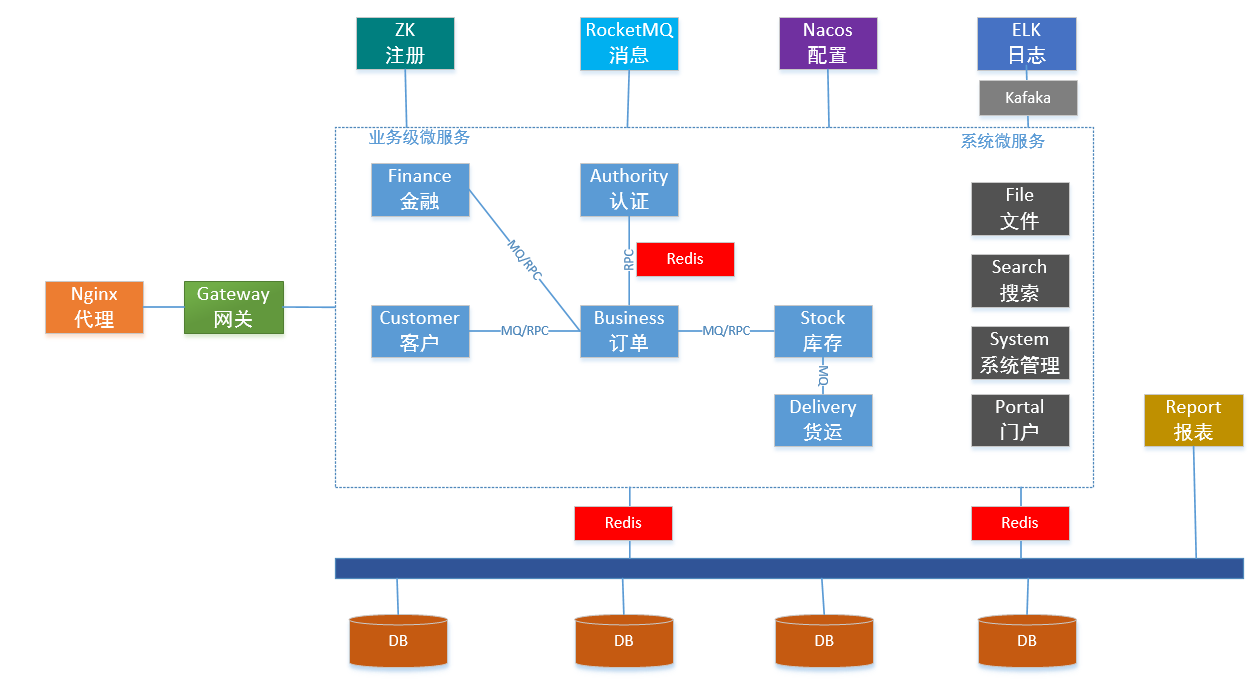 ZK
注册
RocketMQ
消息
Nacos
配置
ELK
日志
Kafaka
业务级微服务
系统微服务
Finance
金融
Authority
认证
File
文件
MQ/RPC
RPC
Redis
Search
搜索
Nginx
代理
Gateway
网关
Customer
客户
MQ/RPC
Business
订单
MQ/RPC
Stock
库存
System
系统管理
MQ
Delivery
货运
Portal
门户
Report
报表
Redis
Redis
DB
DB
DB
DB